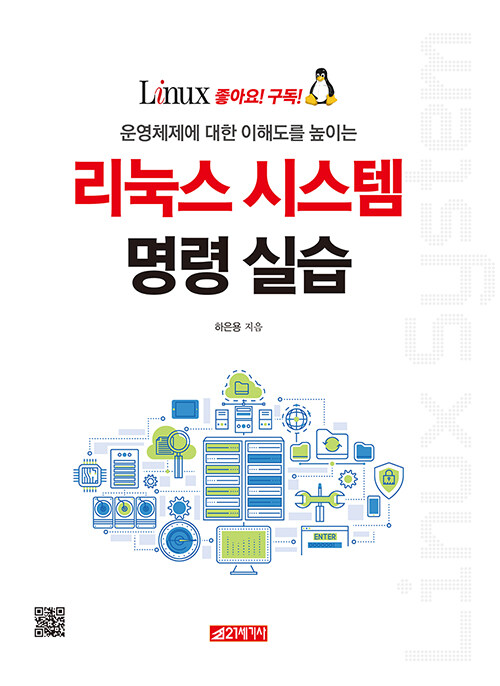 Linux 좋아요! 구독!
운영체제에 대한 이해도를 높이는
리눅스 시스템
명령 실습
하은용 지음
ENTER
21세기사
Linux system